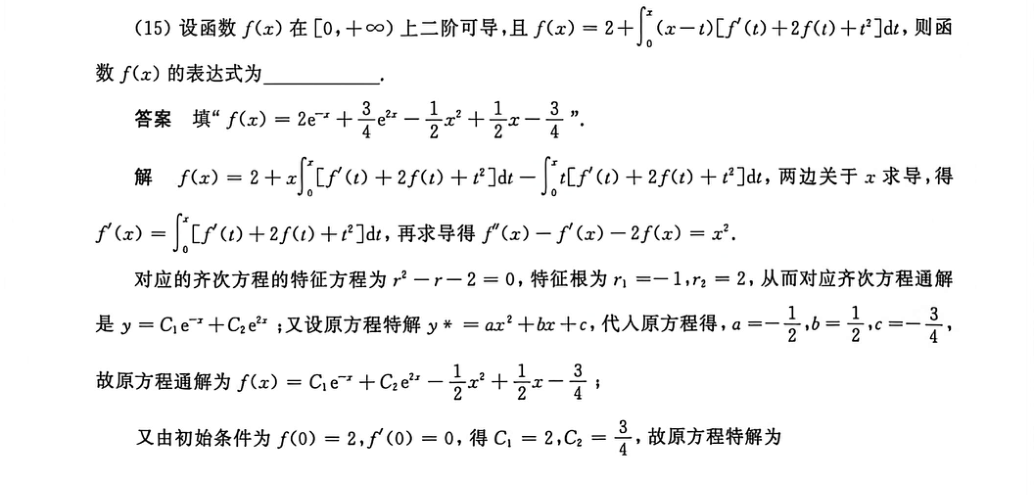 (15) 设函数 f(x) 在 [0,+∞) 上二阶可导,且 f(x) = 2+∫₀ˣ(x−t)[f′(t)+2f(t)+t²]dt, 则函
数 f(x) 的表达式为__________.
答案 填“ f(x) = 2e⁻ˣ + 3/4 e²ˣ − 1/2 x² + 1/2 x − 3/4 ”.
解 f(x) = 2 + x∫₀ˣ[f′(t) + 2f(t) + t²]dt − ∫₀ˣ t[f′(t) + 2f(t) + t²]dt, 两边关于 x 求导,得
f′(x) = ∫₀ˣ[f′(t) + 2f(t) + t²]dt, 再求导得 f″(x) − f′(x) − 2f(x) = x².
对应的齐次方程的特征方程为 r² − r − 2 = 0, 特征根为 r₁ = −1, r₂ = 2, 从而对应齐次方程通解
是 y = C₁e⁻ˣ + C₂e²ˣ ;又设原方程特解 y* = ax² + bx + c, 代入原方程得, a = −1/2, b = 1/2, c = −3/4,
故原方程通解为 f(x) = C₁e⁻ˣ + C₂e²ˣ − 1/2 x² + 1/2 x − 3/4 ;
又由初始条件为 f(0) = 2, f′(0) = 0, 得 C₁ = 2, C₂ = 3/4, 故原方程特解为